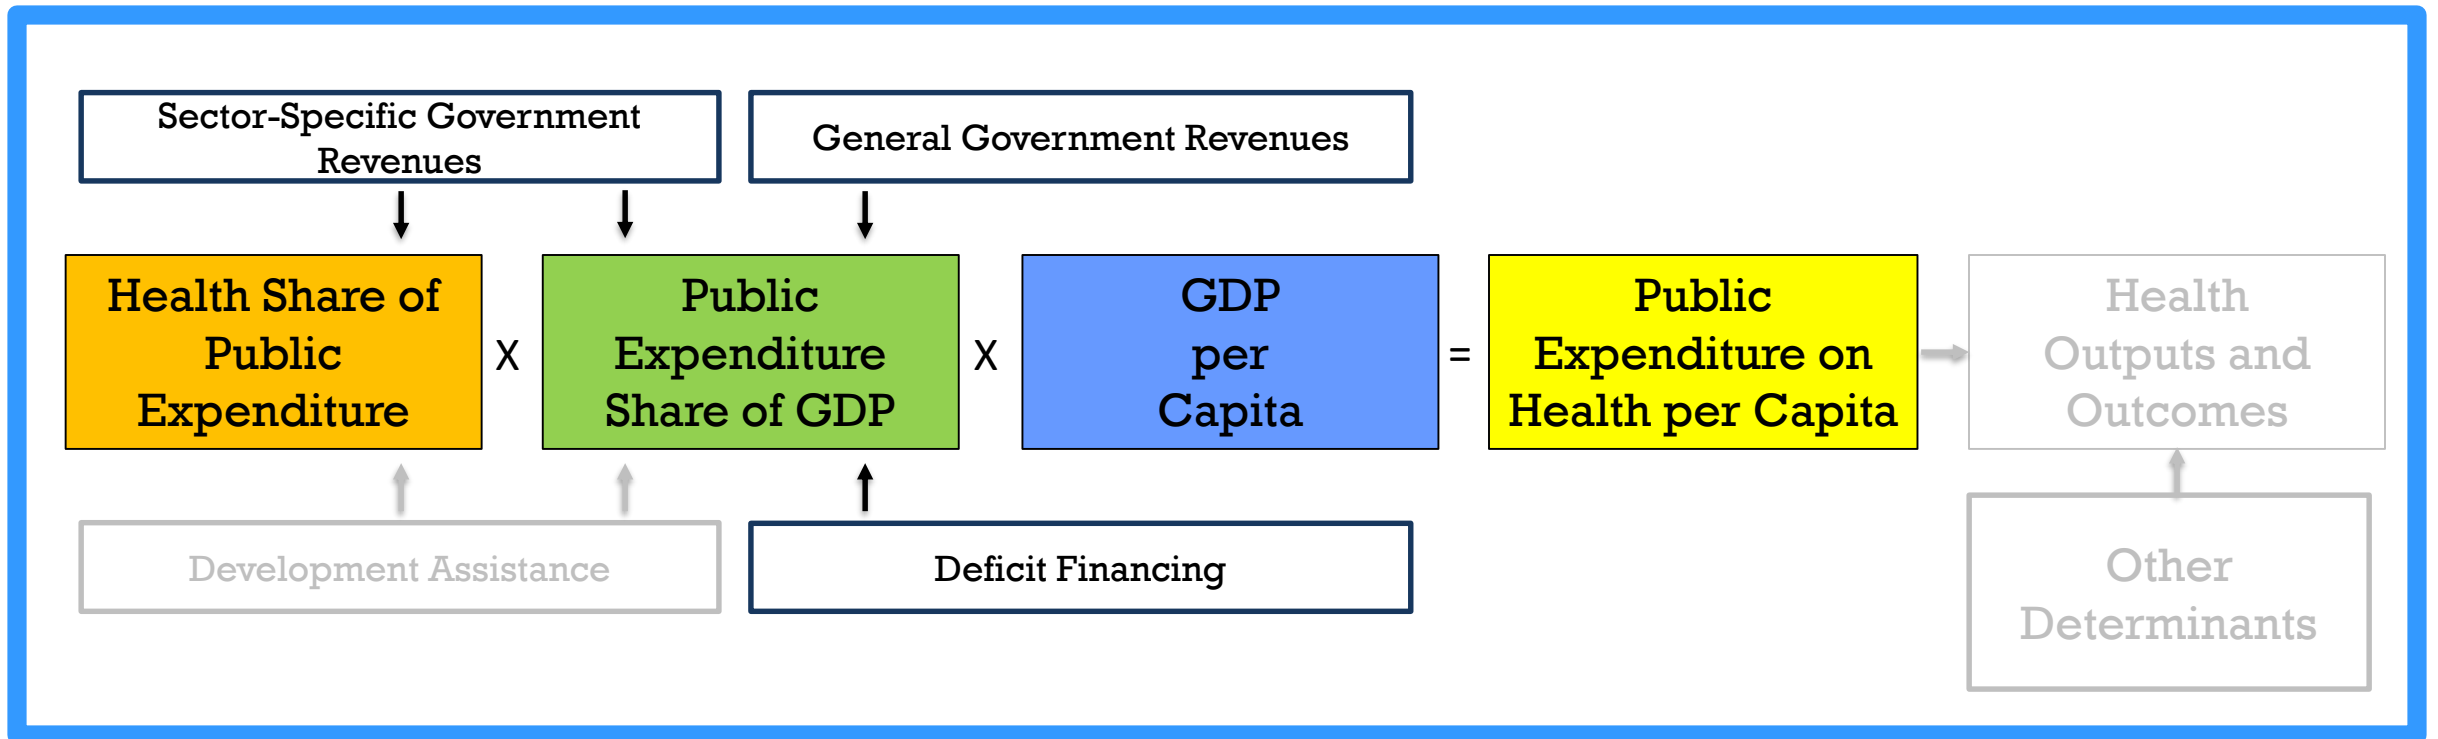 Sector-Specific Government
Revenues
General Government Revenues
Health Share of
Public
Expenditure
X
Public
Expenditure
Share of GDP
X
GDP
per
Capita
=
Public
Expenditure on
Health per Capita
Health
Outputs and
Outcomes
Development Assistance
Deficit Financing
Other
Determinants